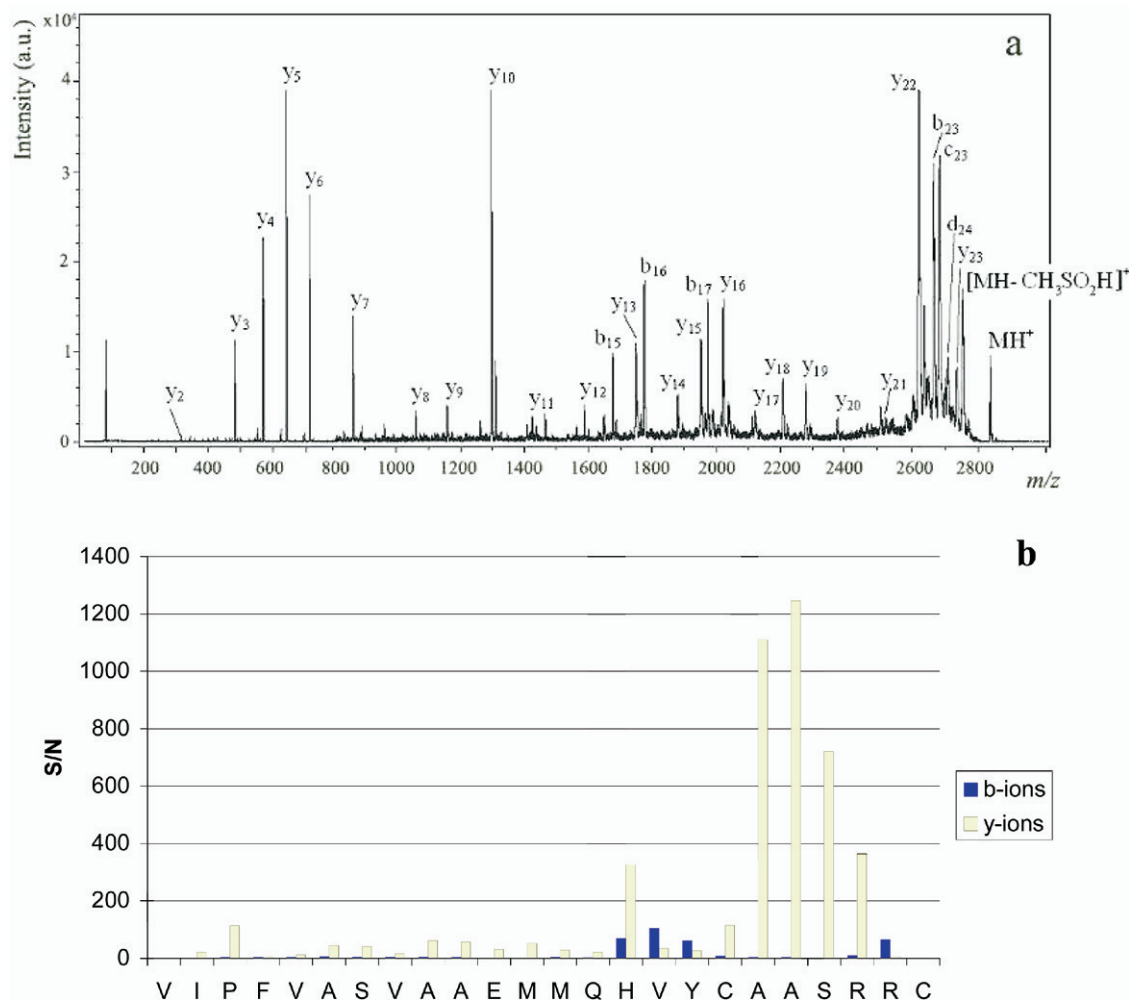 x10⁴
a
Intensity (a.u.)
4
3
2
1
0
y₂
y₃
y₄
y₅
y₆
y₇
y₈
y₉
y₁₀
y₁₁
y₁₂
b₁₅
y₁₃
b₁₆
y₁₄
y₁₅
b₁₇
y₁₆
y₁₇
y₁₈
y₁₉
y₂₀
y₂₁
y₂₂
b₂₃
c₂₃
d₂₄
y₂₃
[MH- CH₃SO₂H]⁺
MH⁺
200 400 600 800 1000 1200 1400 1600 1800 2000 2200 2400 2600 2800
m/z
b
S/N
1400
1200
1000
800
600
400
200
0
b-ions
y-ions
V I P F V A S V A A E M M Q H V Y C A A S R R C